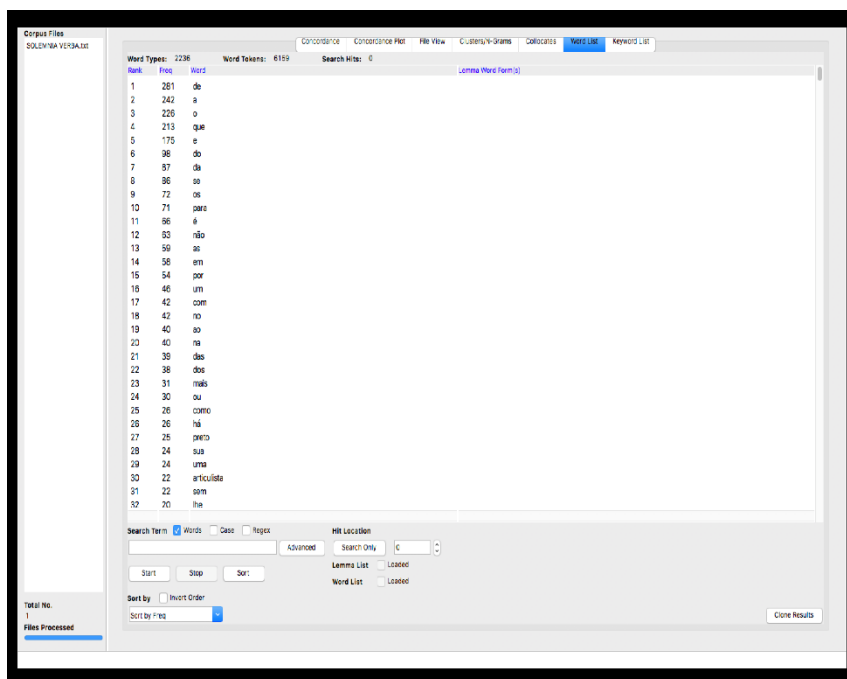 Corpus Files
SOLEMNIA VERBA.txt
Concordance Concordance Plot File View Clusters/N-Grams Collocates Word List Keyword List
Word Types: 2236 Word Tokens: 6159 Search Hits: 0
Rank Freq Word Lemma Word Form(s)
1 281 de
2 242 a
3 226 o
4 213 que
5 175 e
6 98 do
7 87 da
8 86 se
9 72 os
10 71 para
11 66 é
12 63 não
13 59 as
14 58 em
15 54 por
16 46 um
17 42 com
18 42 no
19 40 ao
20 40 na
21 39 das
22 38 dos
23 31 mais
24 30 ou
25 26 como
26 26 há
27 25 preto
28 24 sua
29 24 uma
30 22 articulista
31 22 sem
32 20 lhe
Search Term Words Case Regex Hit Location
Advanced Search Only 0
Lemma List Loaded
Start Stop Sort
Word List Loaded
Sort by Invert Order
Sort by Freq Clone Results
Total No.
1
Files Processed